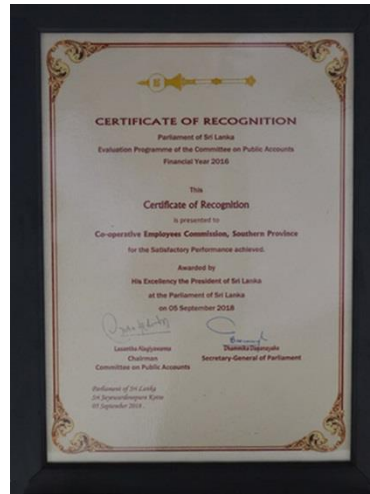 CERTIFICATE OF RECOGNITION
Parliament of Sri Lanka
Evaluation Programme of the Committee on Public Accounts
Financial Year 2016
This
Certificate of Recognition
is presented to
Co-operative Employees Commission, Southern Province
for the Satisfactory Performance achieved.
Awarded by
His Excellency the President of Sri Lanka
at the Parliament of Sri Lanka
on 05 September 2018
Lasantha Alagiyawanna
Chairman
Committee on Public Accounts
Dhammika Dasanayake
Secretary-General of Parliament
Parliament of Sri Lanka
Sri Jayewardenepura Kotte
05 September 2018